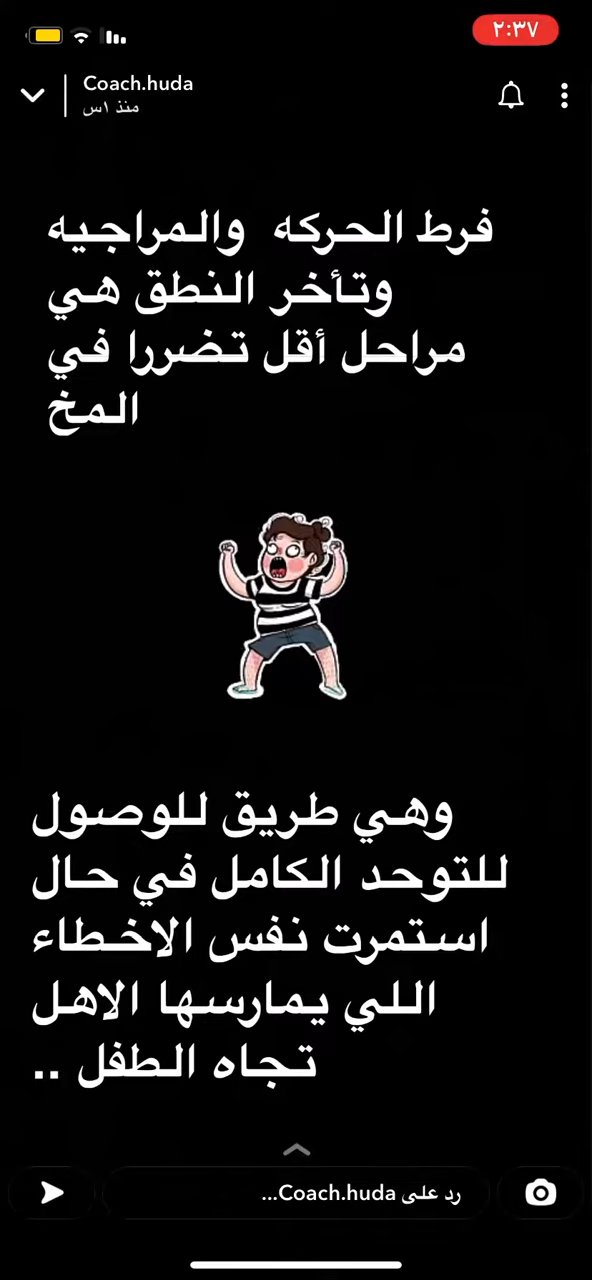 ٢:٣٧
Coach.huda
منذ ١س
فرط الحركه والمراجيه
وتأخر النطق هي
مراحل أقل تضررا في
المخ
وهي طريق للوصول
للتوحد الكامل في حال
استمرت نفس الاخطاء
اللي يمارسها الاهل
تجاه الطفل ..
رد على Coach.huda...